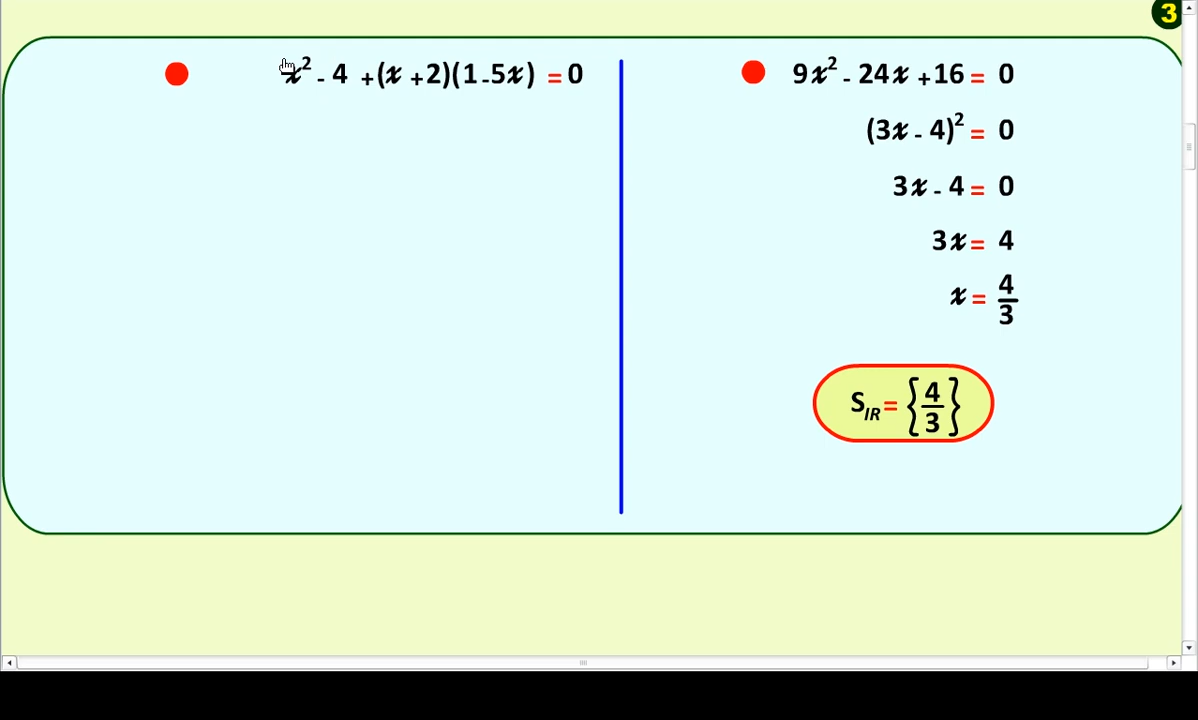 3
x² - 4 + (x + 2)(1 - 5x) = 0
9x² - 24x + 16 = 0
(3x - 4)² = 0
3x - 4 = 0
3x = 4
x = 4/3
S_IR = {4/3}